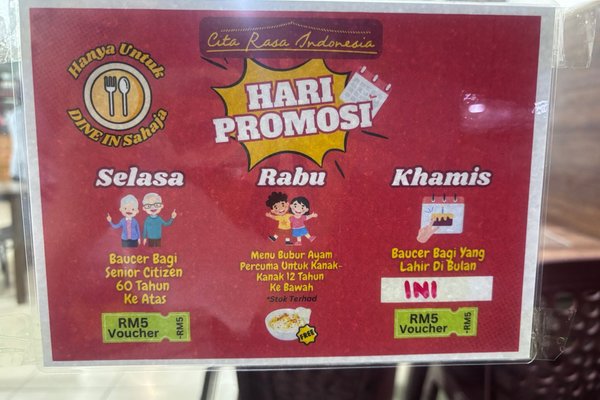 Cita Rasa Indonesia
Hanya Untuk
DINE IN Sahaja
HARI
PROMOSI
Selasa
Baucer Bagi
Senior Citizen
60 Tahun
Ke Atas
RM5
Voucher
-RM5
Rabu
Menu Bubur Ayam
Percuma Untuk Kanak-
Kanak 12 Tahun
Ke Bawah
*Stok Terhad
FREE
Khamis
Baucer Bagi Yang
Lahir Di Bulan
INI
RM5
Voucher
-RM5